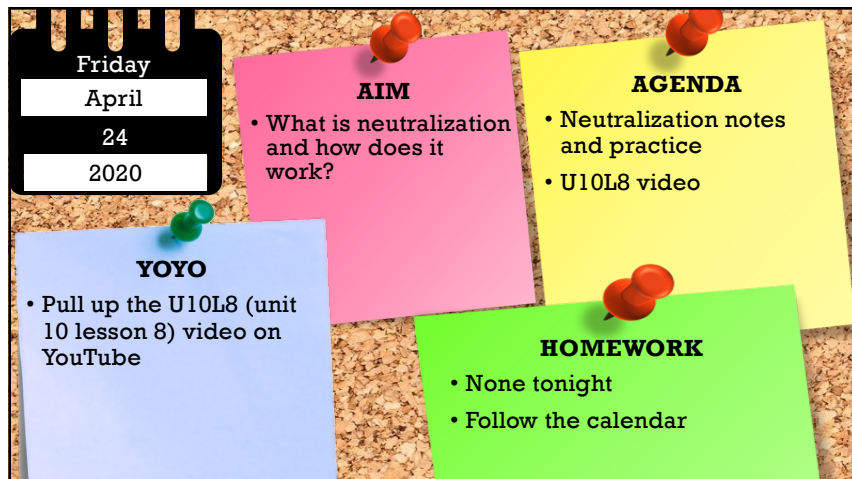 Friday
April
24
2020
AIM
• What is neutralization
and how does it
work?
AGENDA
• Neutralization notes
and practice
• U10L8 video
YOYO
• Pull up the U10L8 (unit
10 lesson 8) video on
YouTube
HOMEWORK
• None tonight
• Follow the calendar